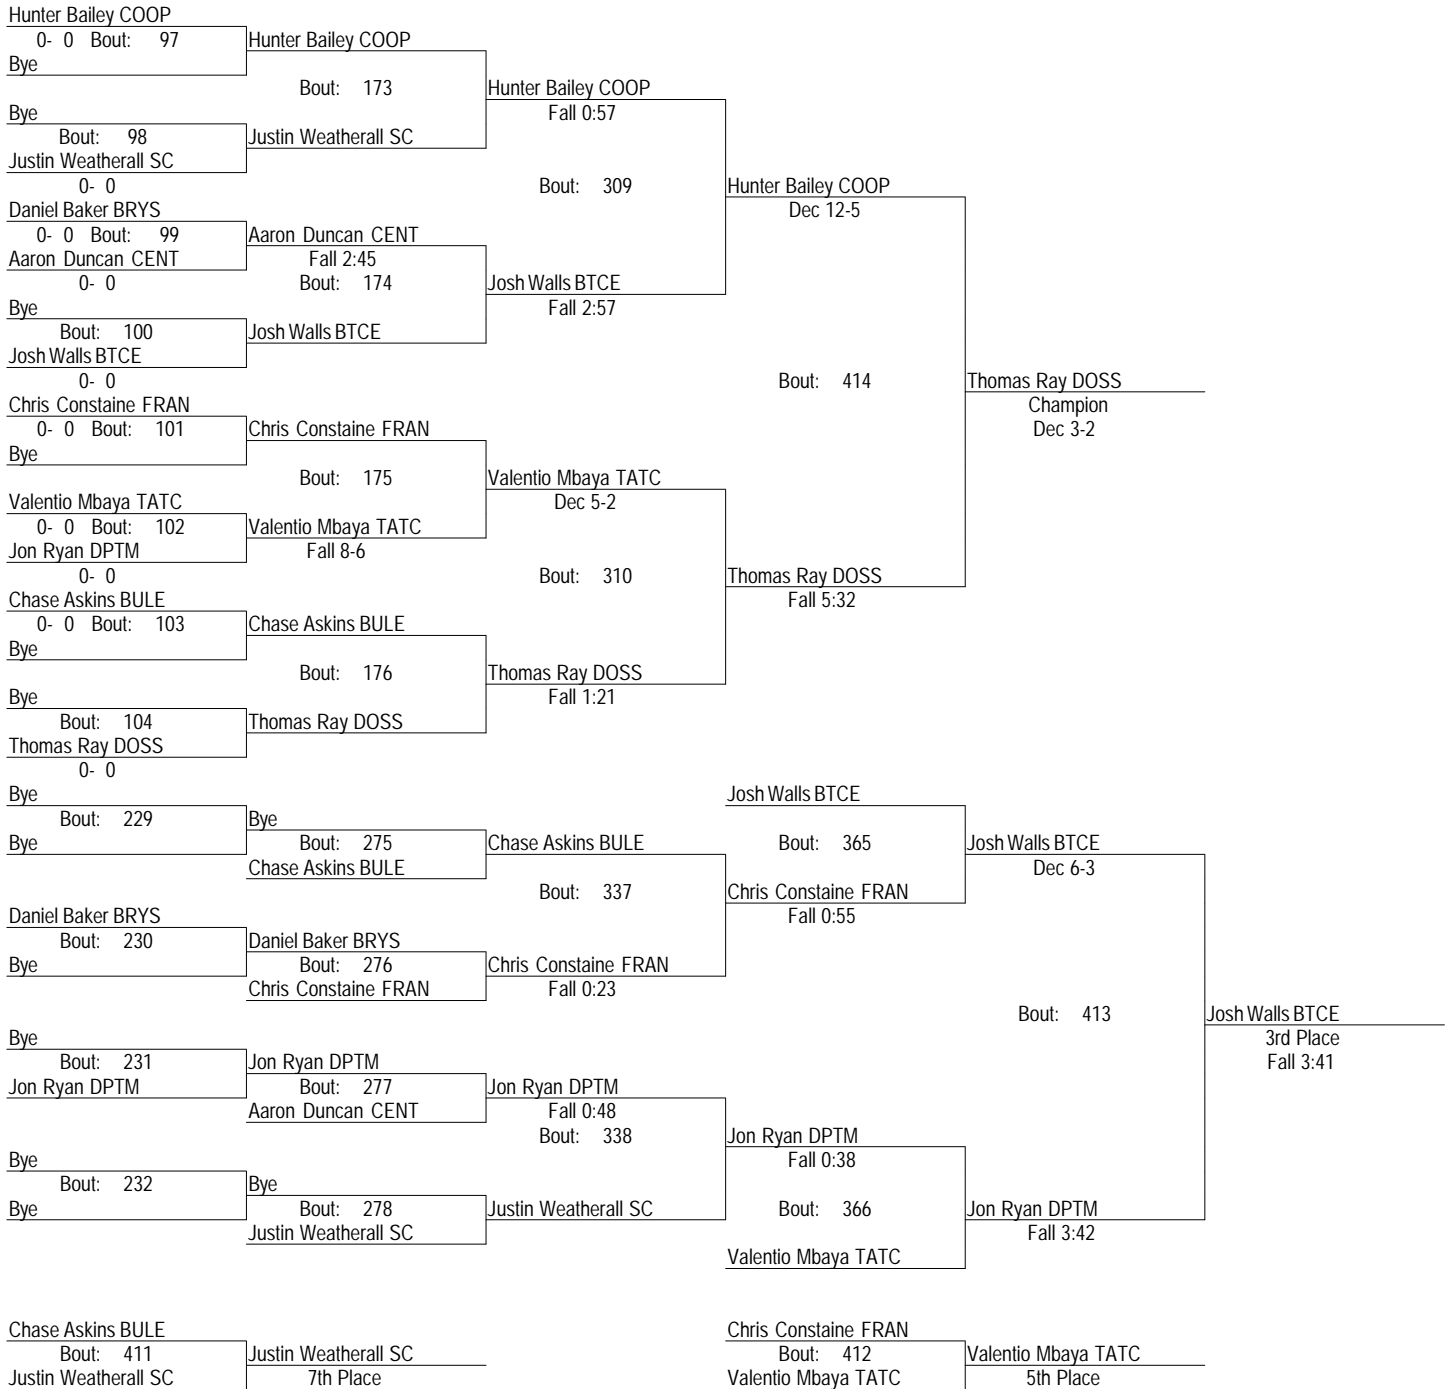 Hunter Bailey COOP
0- 0 Bout: 97
Bye
Hunter Bailey COOP
Bout: 173
Hunter Bailey COOP
Fall 0:57
Bye
Bout: 98
Justin Weatherall SC
0- 0
Justin Weatherall SC
Bout: 309
Hunter Bailey COOP
Dec 12-5
Daniel Baker BRYS
0- 0 Bout: 99
Aaron Duncan CENT
0- 0
Aaron Duncan CENT
Fall 2:45
Bout: 174
Josh Walls BTCE
Fall 2:57
Bye
Bout: 100
Josh Walls BTCE
0- 0
Josh Walls BTCE
Bout: 414
Thomas Ray DOSS
Champion
Dec 3-2
Chris Constaine FRAN
0- 0 Bout: 101
Bye
Chris Constaine FRAN
Bout: 175
Valentio Mbaya TATC
Dec 5-2
Valentio Mbaya TATC
0- 0 Bout: 102
Jon Ryan DPTM
0- 0
Valentio Mbaya TATC
Fall 8-6
Bout: 310
Thomas Ray DOSS
Fall 5:32
Chase Askins BULE
0- 0 Bout: 103
Bye
Chase Askins BULE
Bout: 176
Thomas Ray DOSS
Fall 1:21
Bye
Bout: 104
Thomas Ray DOSS
0- 0
Thomas Ray DOSS
Bye
Bout: 229
Bye
Bye
Bout: 275
Chase Askins BULE
Chase Askins BULE
Bout: 337
Josh Walls BTCE
Bout: 365
Chris Constaine FRAN
Fall 0:55
Josh Walls BTCE
Dec 6-3
Daniel Baker BRYS
Bout: 230
Bye
Daniel Baker BRYS
Bout: 276
Chris Constaine FRAN
Chris Constaine FRAN
Fall 0:23
Bout: 413
Josh Walls BTCE
3rd Place
Fall 3:41
Bye
Bout: 231
Jon Ryan DPTM
Jon Ryan DPTM
Bout: 277
Aaron Duncan CENT
Jon Ryan DPTM
Fall 0:48
Bout: 338
Jon Ryan DPTM
Fall 0:38
Bye
Bout: 232
Bye
Bye
Bout: 278
Justin Weatherall SC
Justin Weatherall SC
Bout: 366
Valentio Mbaya TATC
Jon Ryan DPTM
Fall 3:42
Chase Askins BULE
Bout: 411
Justin Weatherall SC
Justin Weatherall SC
7th Place
Chris Constaine FRAN
Bout: 412
Valentio Mbaya TATC
Valentio Mbaya TATC
5th Place